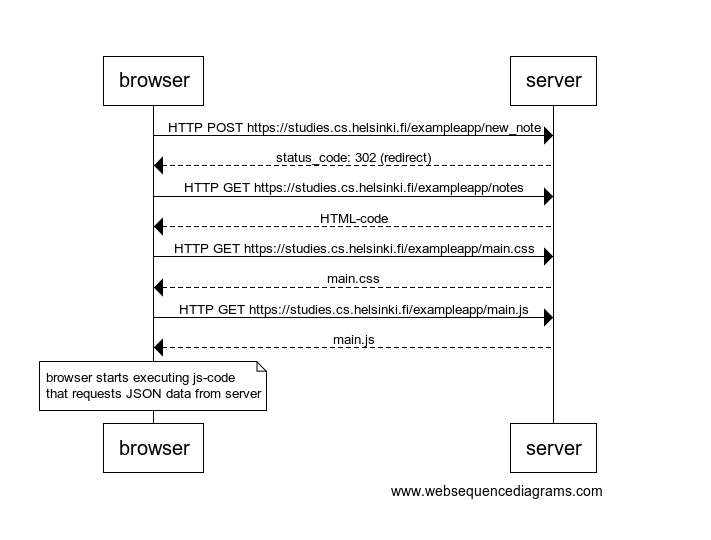 browser
server
HTTP POST https://studies.cs.helsinki.fi/exampleapp/new_note
status_code: 302 (redirect)
HTTP GET https://studies.cs.helsinki.fi/exampleapp/notes
HTML-code
HTTP GET https://studies.cs.helsinki.fi/exampleapp/main.css
main.css
HTTP GET https://studies.cs.helsinki.fi/exampleapp/main.js
main.js
browser starts executing js-code
that requests JSON data from server
browser
server
www.websequencediagrams.com